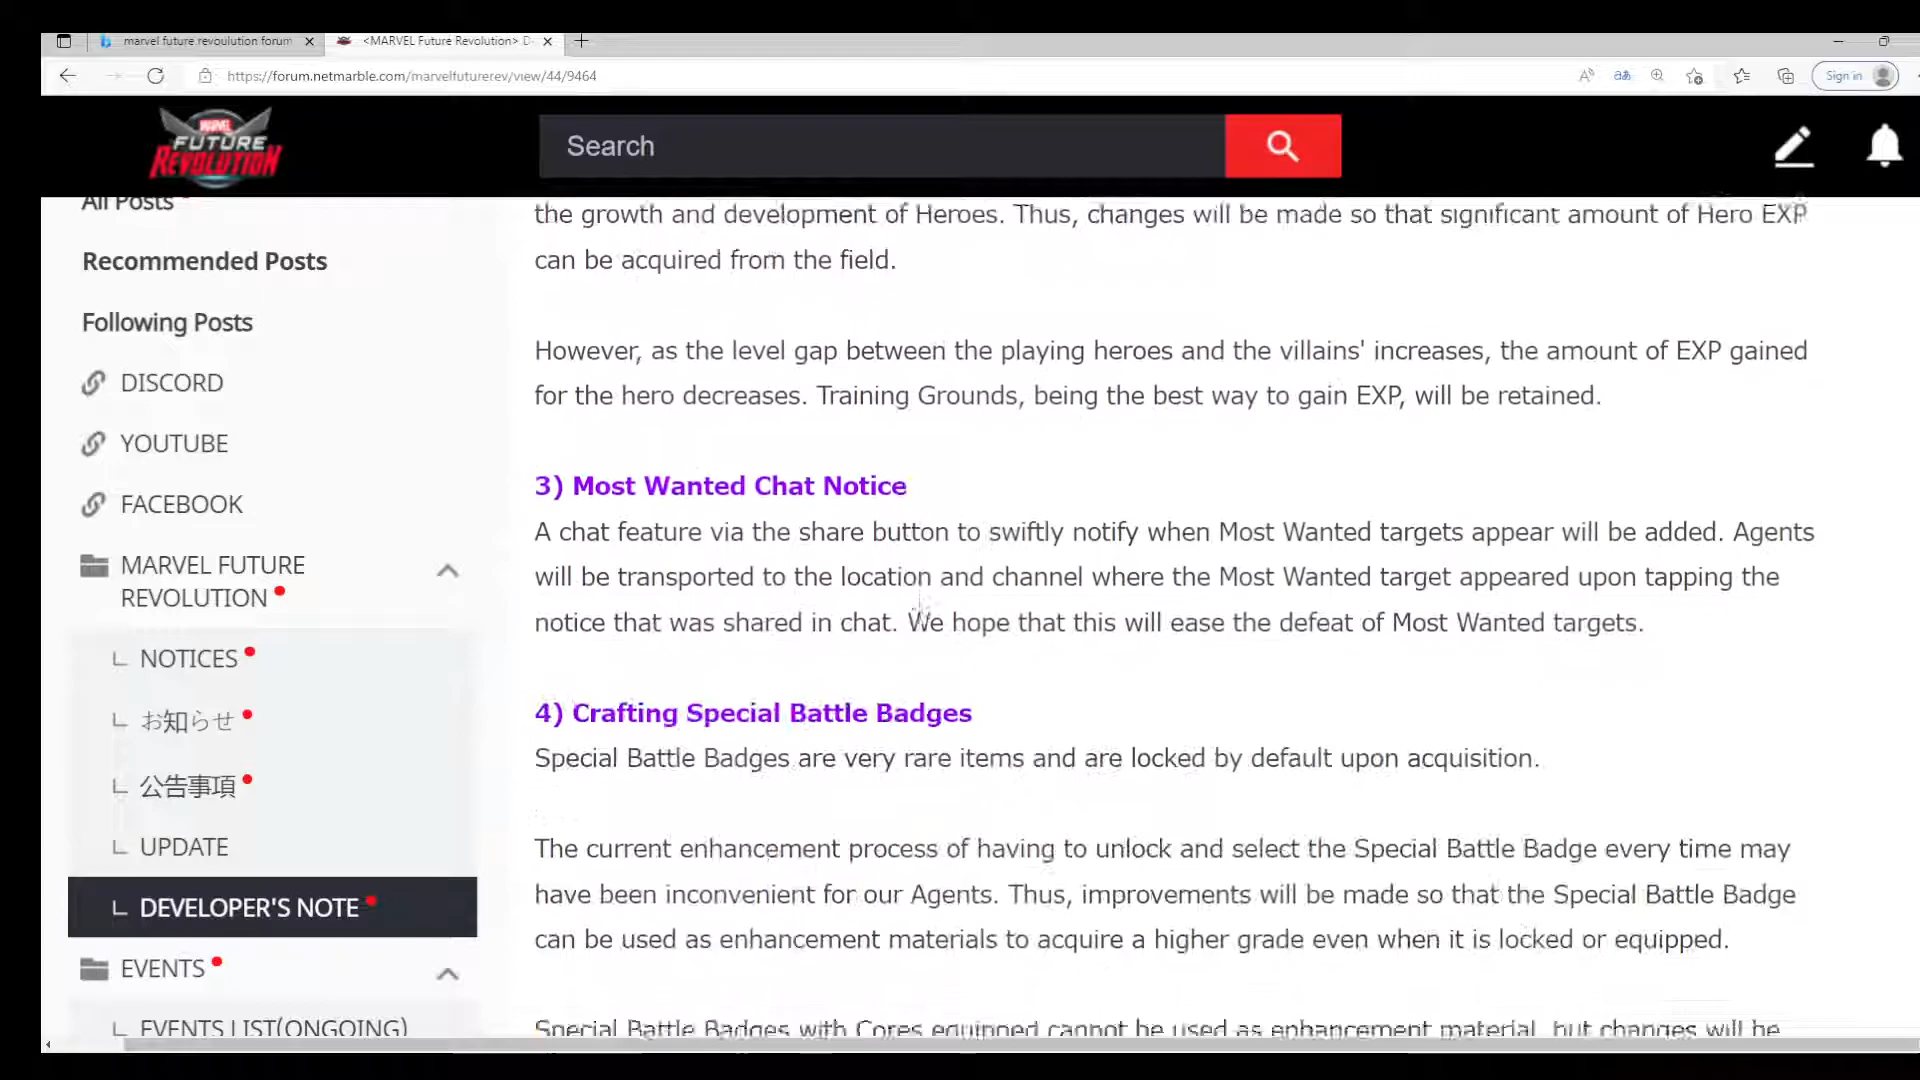 marvel future revoulution forum
<MARVEL Future Revolution> D
https://forum.netmarble.com/marvelfuturerev/view/44/9464
Sign in
MARVEL
FUTURE
REVOLUTION
Search
All Posts
Recommended Posts
Following Posts
DISCORD
YOUTUBE
FACEBOOK
MARVEL FUTURE
REVOLUTION
NOTICES
お知らせ
公告事項
UPDATE
DEVELOPER'S NOTE
EVENTS
EVENTS LIST(ONGOING)
the growth and development of Heroes. Thus, changes will be made so that significant amount of Hero EXP
can be acquired from the field.
However, as the level gap between the playing heroes and the villains' increases, the amount of EXP gained
for the hero decreases. Training Grounds, being the best way to gain EXP, will be retained.
3) Most Wanted Chat Notice
A chat feature via the share button to swiftly notify when Most Wanted targets appear will be added. Agents
will be transported to the location and channel where the Most Wanted target appeared upon tapping the
notice that was shared in chat. We hope that this will ease the defeat of Most Wanted targets.
4) Crafting Special Battle Badges
Special Battle Badges are very rare items and are locked by default upon acquisition.
The current enhancement process of having to unlock and select the Special Battle Badge every time may
have been inconvenient for our Agents. Thus, improvements will be made so that the Special Battle Badge
can be used as enhancement materials to acquire a higher grade even when it is locked or equipped.
Special Battle Badges with Cores equipped cannot be used as enhancement material, but changes will be